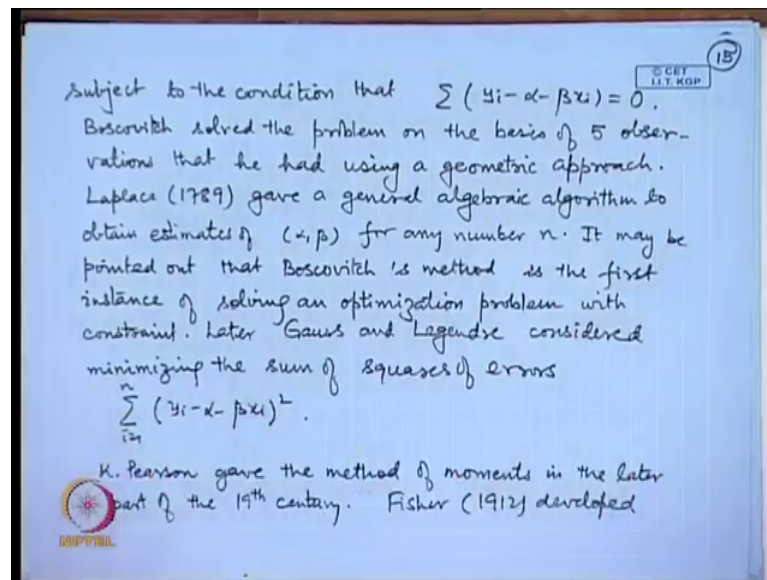 15
© CET
I.I.T. KGP
subject to the condition that Σ (yi - α - βxi) = 0.
Boscovitch solved the problem on the basis of 5 obser-
vations that he had using a geometric approach.
Laplace (1789) gave a general algebraic algorithm to
obtain estimates of (α, β) for any number n. It may be
pointed out that Boscovitch's method is the first
instance of solving an optimization problem with
constraint. Later Gauss and Legendre considered
minimizing the sum of squares of errors
n
Σ (yi - α - βxi)².
i=1
K. Pearson gave the method of moments in the later
part of the 19th century. Fisher (1912) developed
NPTEL